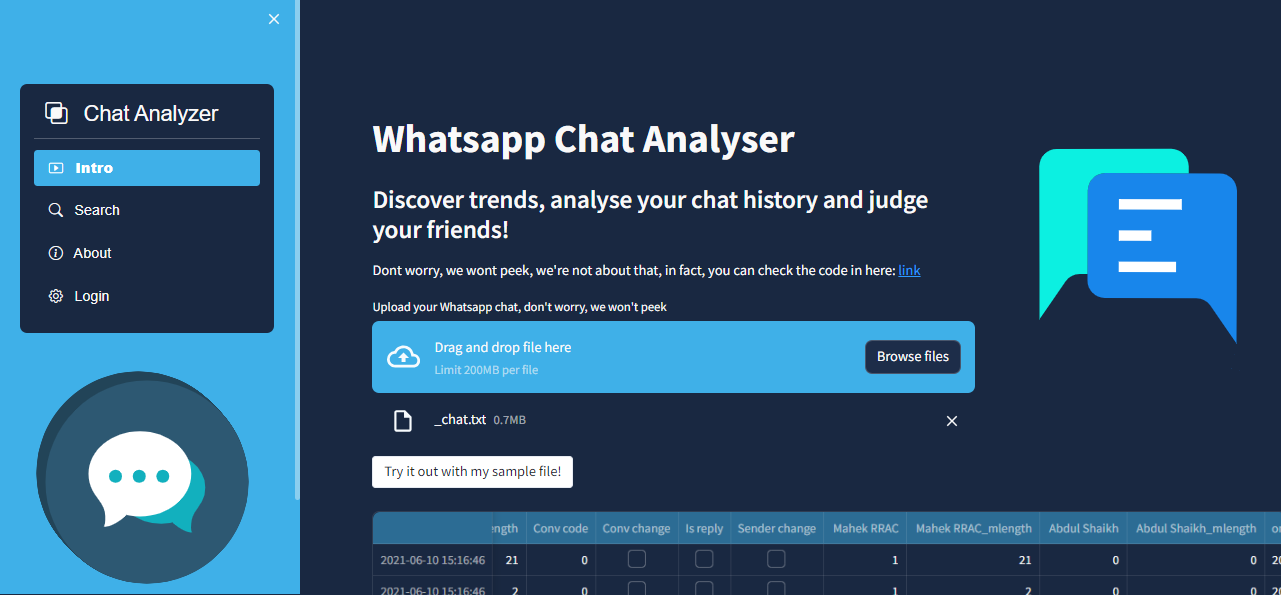 Chat Analyzer
Intro
Search
About
Login
Whatsapp Chat Analyser
Discover trends, analyse your chat history and judge
your friends!
Dont worry, we wont peek, we're not about that, in fact, you can check the code in here: link
Upload your Whatsapp chat, don't worry, we won't peek
Drag and drop file here
Limit 200MB per file
Browse files
_chat.txt 0.7MB
Try it out with my sample file!
ength Conv code Conv change Is reply Sender change Mahek RRAC Mahek RRAC_mlength Abdul Shaikh Abdul Shaikh_mlength
2021-06-10 15:16:46 21 0 1 21 0 0
2021-06-10 15:16:46 2 0 1 2 0 0